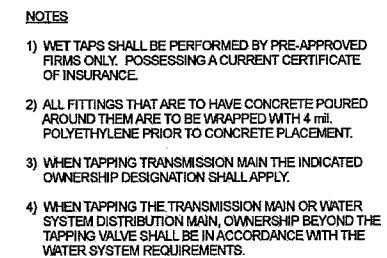 NOTES
1) WET TAPS SHALL BE PERFORMED BY PRE-APPROVED
FIRMS ONLY. POSSESSING A CURRENT CERTIFICATE
OF INSURANCE.
2) ALL FITTINGS THAT ARE TO HAVE CONCRETE POURED
AROUND THEM ARE TO BE WRAPPED WITH 4 mil.
POLYETHYLENE PRIOR TO CONCRETE PLACEMENT.
3) WHEN TAPPING TRANSMISSION MAIN THE INDICATED
OWNERSHIP DESIGNATION SHALL APPLY.
4) WHEN TAPPING THE TRANSMISSION MAIN OR WATER
SYSTEM DISTRIBUTION MAIN, OWNERSHIP BEYOND THE
TAPPING VALVE SHALL BE IN ACCORDANCE WITH THE
WATER SYSTEM REQUIREMENTS.